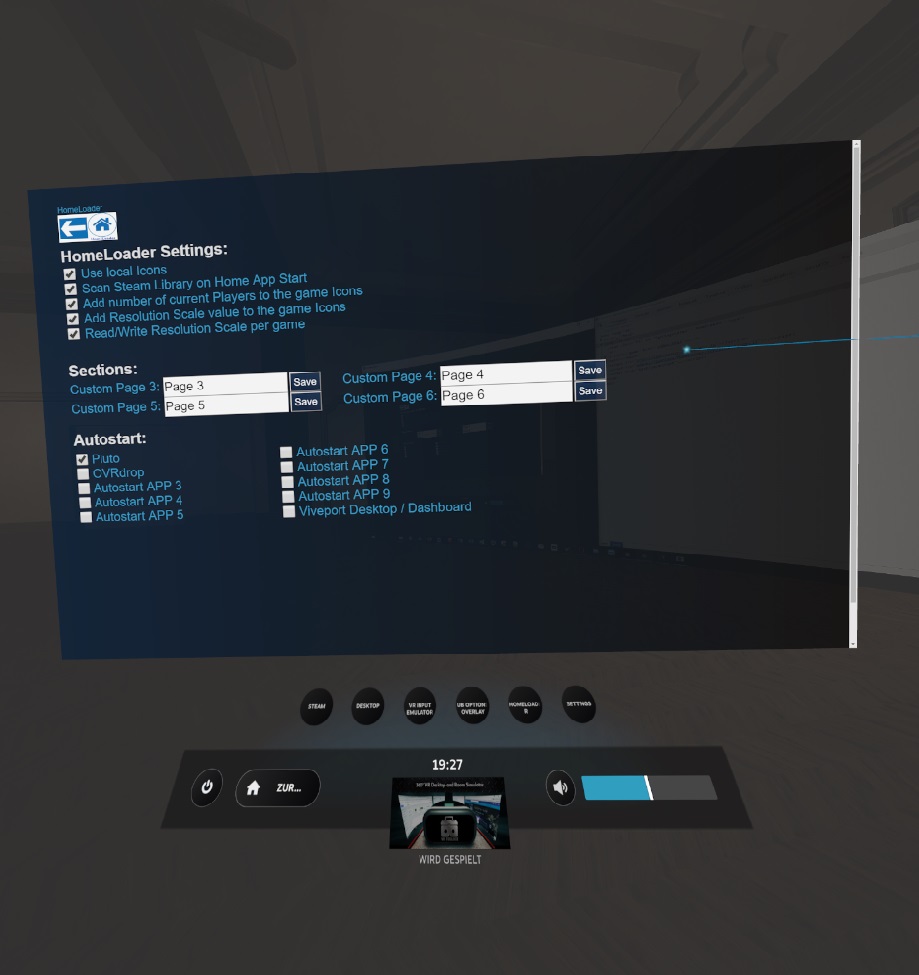 HomeLoader
HomeLoader Settings:
Use local Icons
Scan Steam Library on Home App Start
Add number of current Players to the game Icons
Add Resolution Scale value to the game Icons
Read/Write Resolution Scale per game
Sections:
Custom Page 3: Page 3 Save
Custom Page 4: Page 4 Save
Custom Page 5: Page 5 Save
Custom Page 6: Page 6 Save
Autostart:
Pluto
CVRdrop
Autostart APP 3
Autostart APP 4
Autostart APP 5
Autostart APP 6
Autostart APP 7
Autostart APP 8
Autostart APP 9
Viveport Desktop / Dashboard
STEAM
DESKTOP
VR INPUT
EMULATOR
OVERLAY
SETTINGS
19:27
ZUR...
WIRD GESPIELT